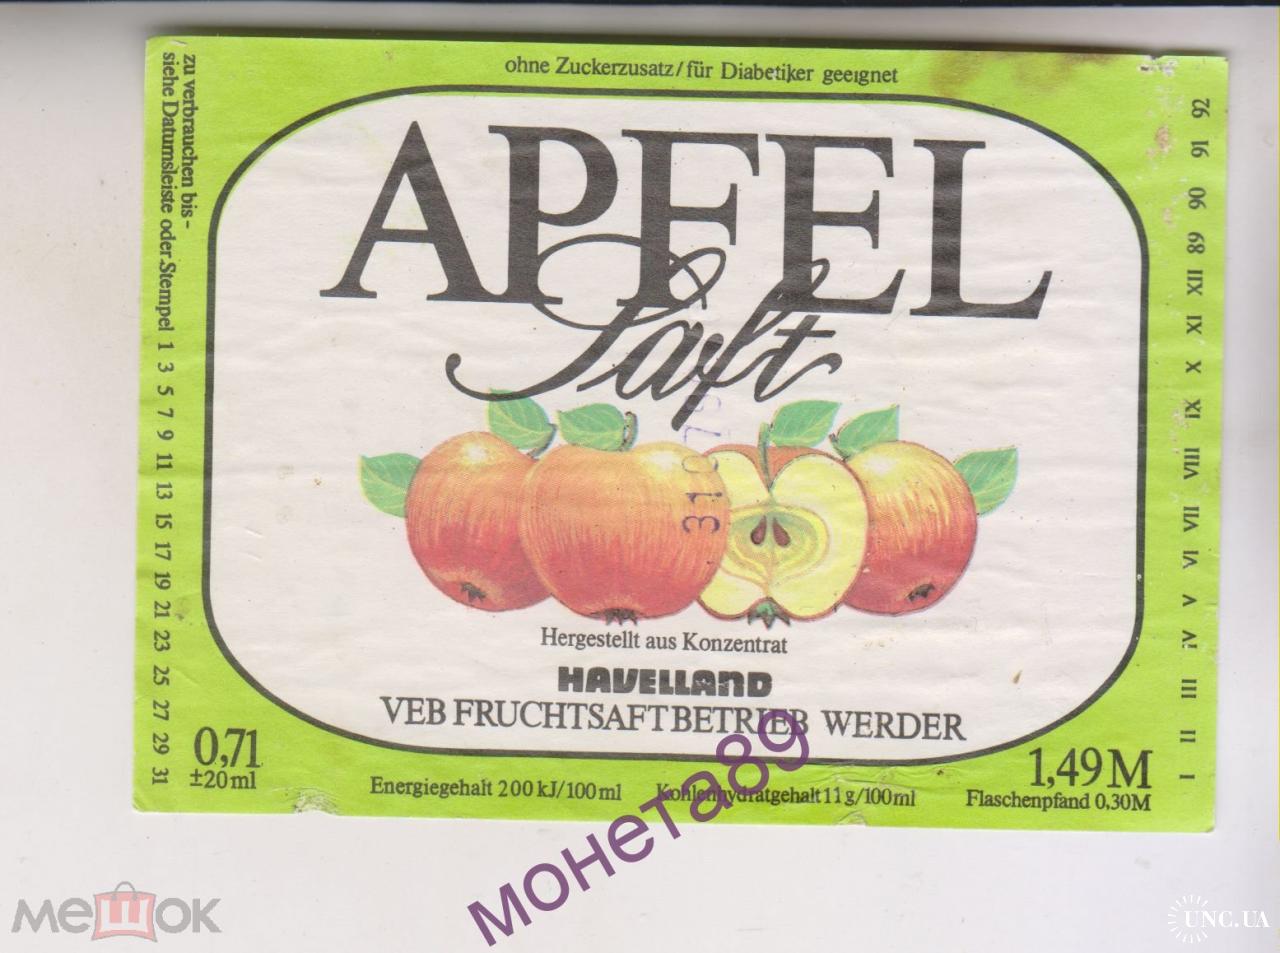 ohne Zuckerzusatz/für Diabetiker geeignet
zu verbrauchen bis-
siehe Datumsleiste oder Stempel 1 3 5 7 9 11 13 15 17 19 21 23 25 27 29 31
APFEL
Saft
Hergestellt aus Konzentrat
HAVELLAND
VEB FRUCHTSAFTBETRIEB WERDER
0,7l
±20 ml
Energiegehalt 200 kJ/100 ml Kohlenhydratgehalt 11 g/100 ml
1,49 M
Flaschenpfand 0,30 M
92 91 90 89 XII XI X IX VIII VII VI V IV III II I
монета89
мешок
UNC.UA